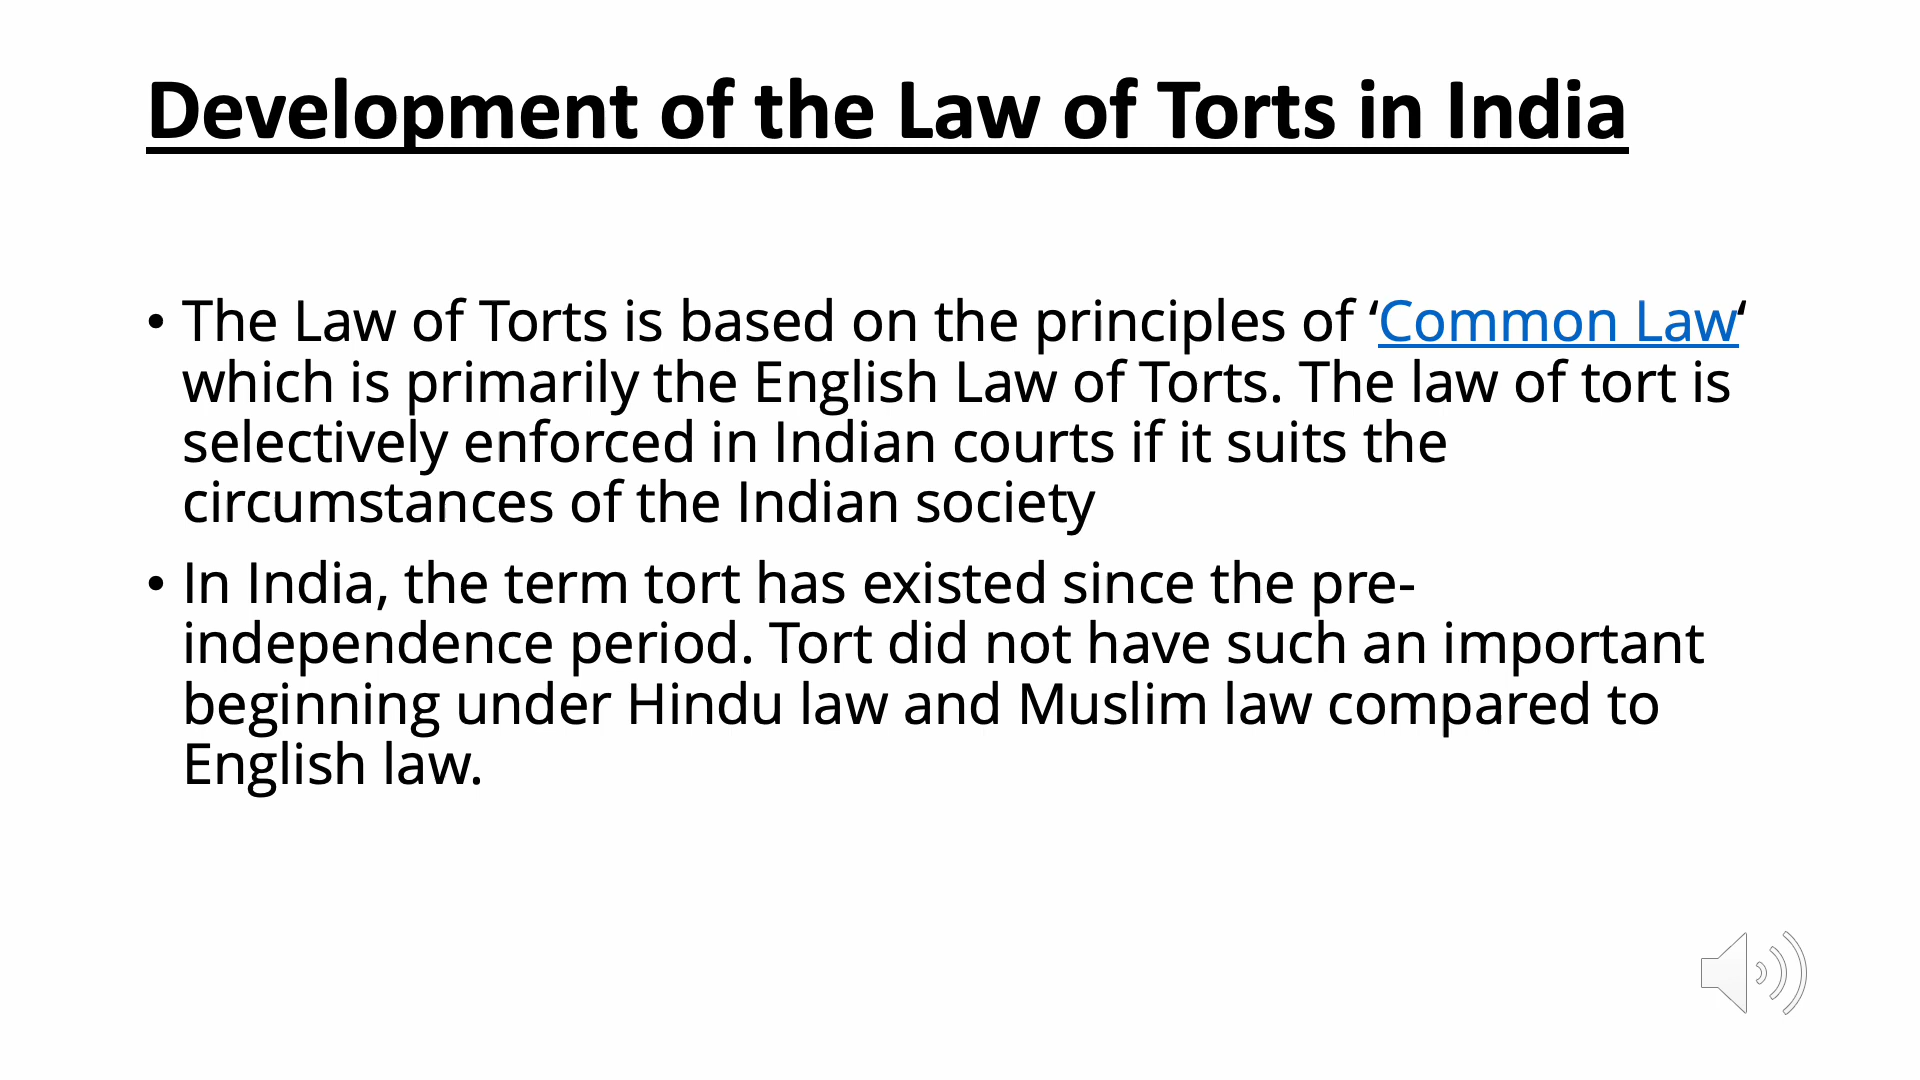 Development of the Law of Torts in India
• The Law of Torts is based on the principles of ‘Common Law‘
which is primarily the English Law of Torts. The law of tort is
selectively enforced in Indian courts if it suits the
circumstances of the Indian society
• In India, the term tort has existed since the pre-
independence period. Tort did not have such an important
beginning under Hindu law and Muslim law compared to
English law.